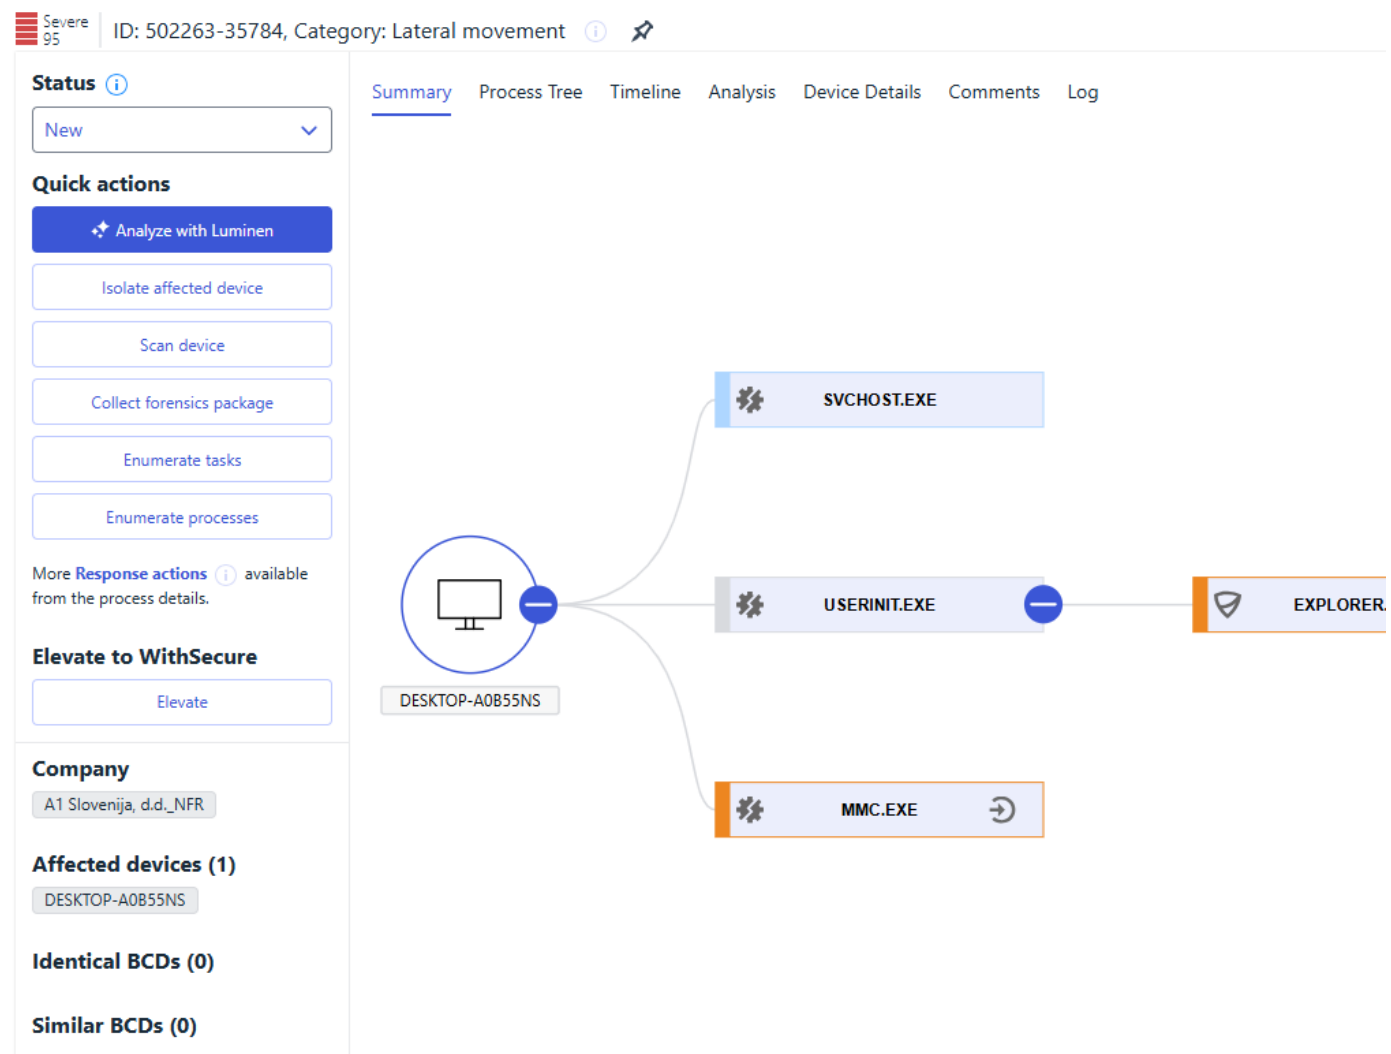 Severe
95
ID: 502263-35784, Category: Lateral movement
Status
New
Quick actions
Analyze with Luminen
Isolate affected device
Scan device
Collect forensics package
Enumerate tasks
Enumerate processes
More Response actions available
from the process details.
Elevate to WithSecure
Elevate
Company
A1 Slovenija, d.d._NFR
Affected devices (1)
DESKTOP-A0B55NS
Identical BCDs (0)
Similar BCDs (0)
Summary Process Tree Timeline Analysis Device Details Comments Log
SVCHOST.EXE
USERINIT.EXE
EXPLORER.
DESKTOP-A0B55NS
MMC.EXE